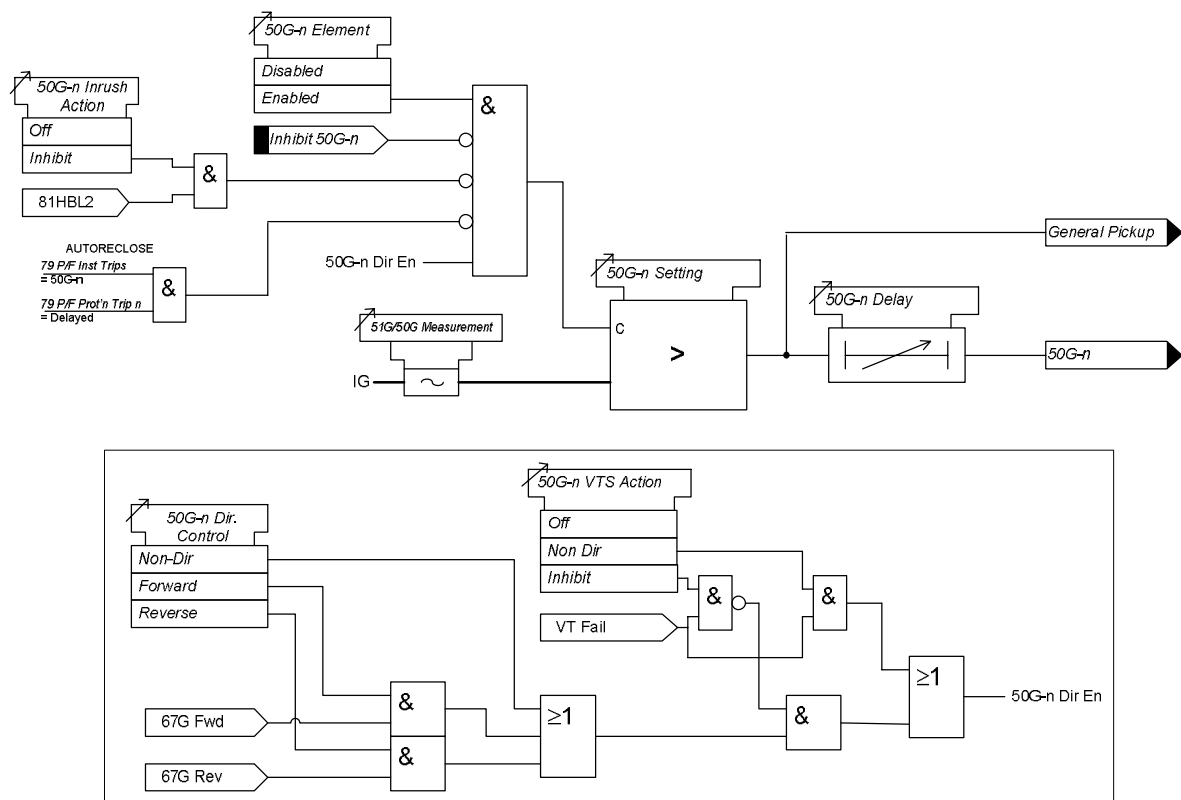 50G-n Element
Disabled
Enabled
50G-n Inrush
Action
Off
Inhibit
81HBL2
&
Inhibit 50G-n
&
AUTORECLOSE
79 P/F Inst Trips
= 50G-n
79 P/F Prot'n Trip n
= Delayed
&
50G-n Dir En
50G-n Setting
C
>
51G/50G Measurement
IG
~
General Pickup
50G-n Delay
50G-n
50G-n Dir.
Control
Non-Dir
Forward
Reverse
50G-n VTS Action
Off
Non Dir
Inhibit
VT Fail
&
&
67G Fwd
67G Rev
&
&
≥1
&
≥1
50G-n Dir En